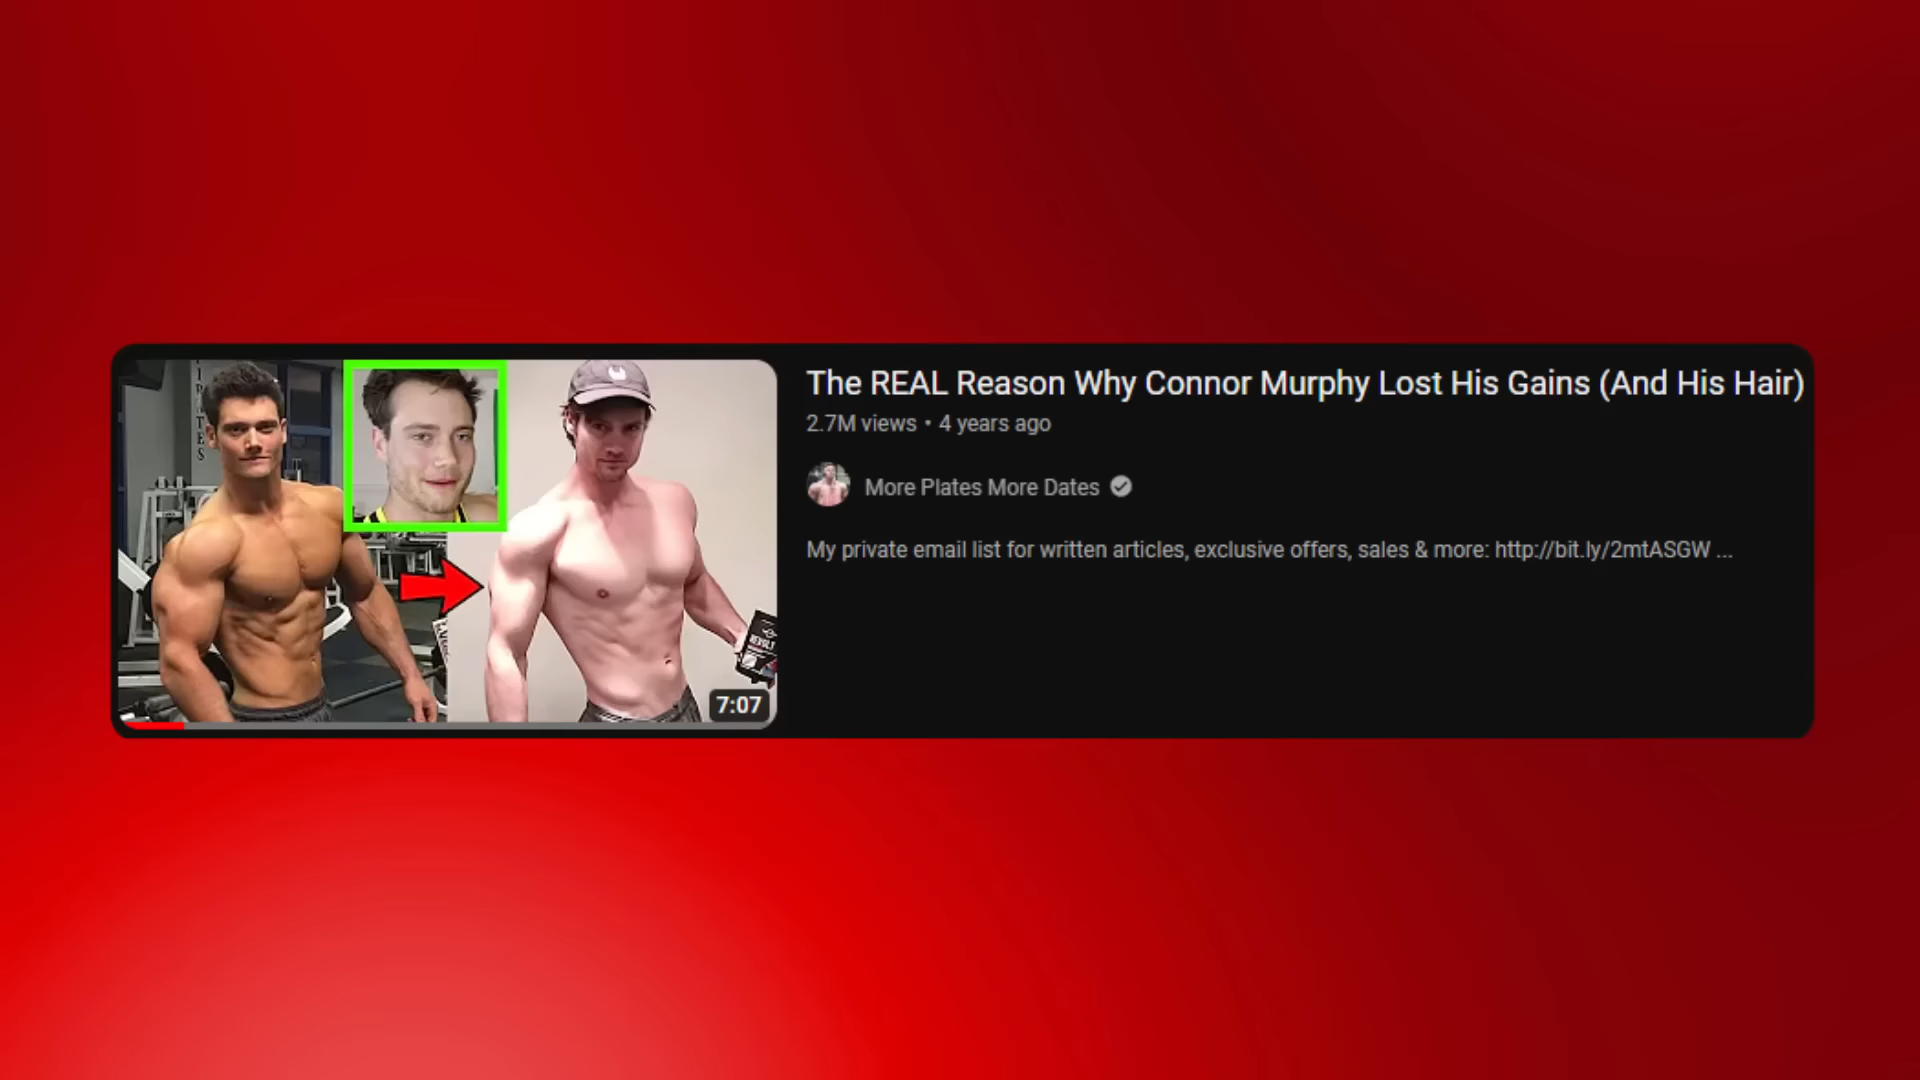 The REAL Reason Why Connor Murphy Lost His Gains (And His Hair)
2.7M views • 4 years ago
More Plates More Dates
My private email list for written articles, exclusive offers, sales & more: http://bit.ly/2mtASGW ...
7:07
REVOLT